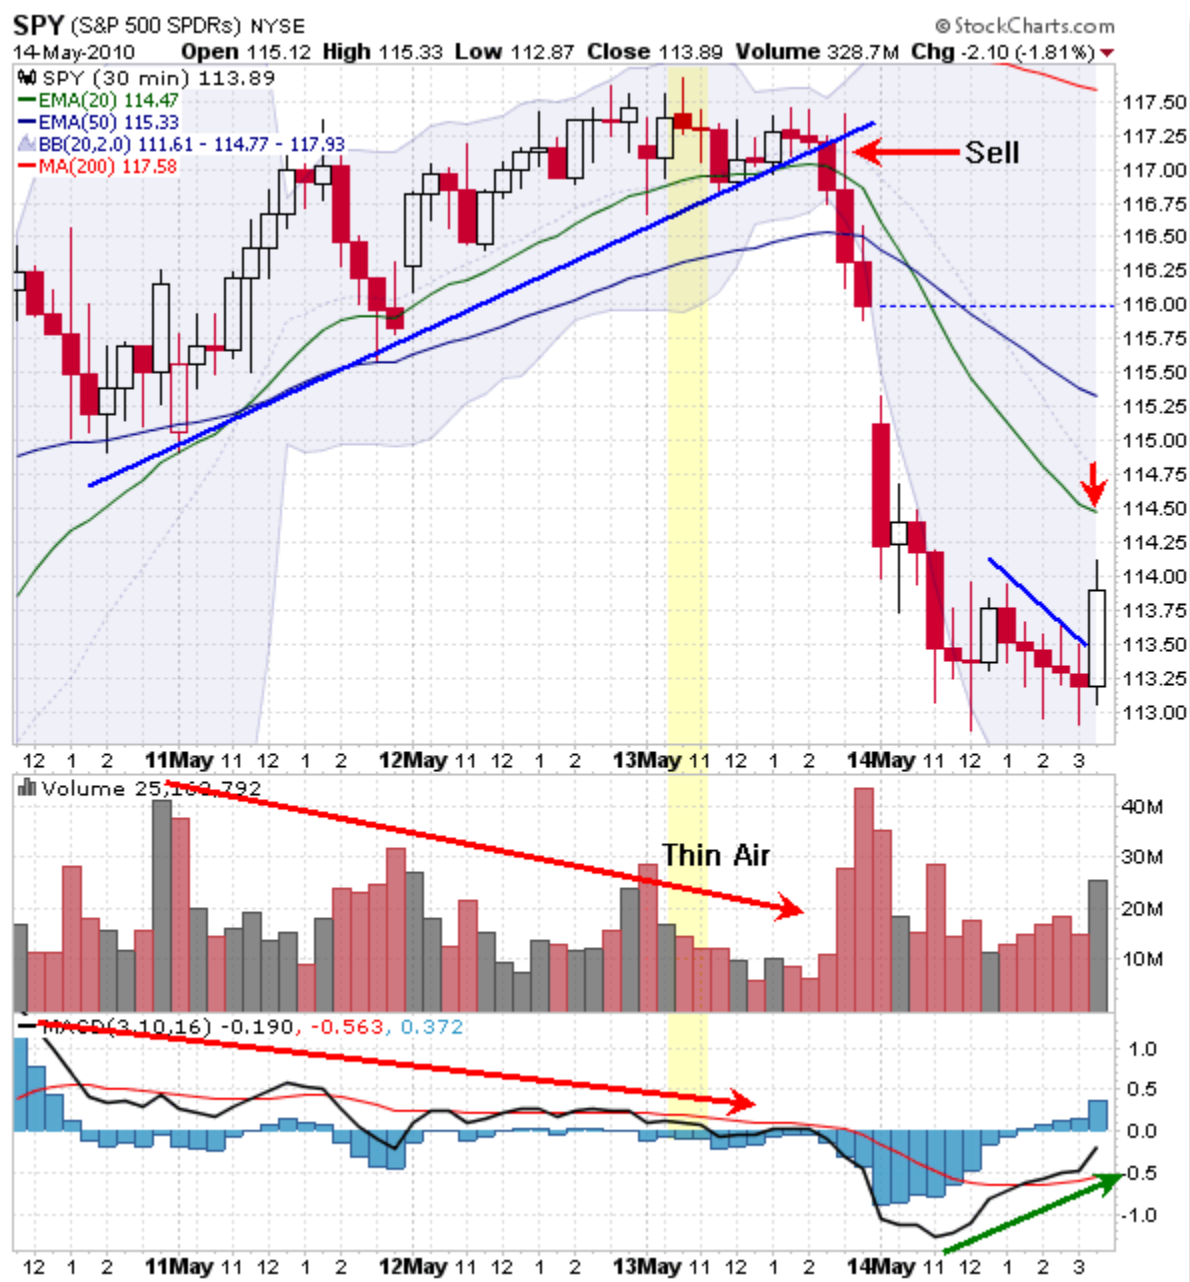 SPY (S&P 500 SPDRs) NYSE
© StockCharts.com
14-May-2010 Open 115.12 High 115.33 Low 112.87 Close 113.89 Volume 328.7M Chg -2.10 (-1.81%)
SPY (30 min) 113.89
EMA(20) 114.47
EMA(50) 115.33
BB(20,2.0) 111.61 - 114.77 - 117.93
MA(200) 117.58
Sell
117.50
117.25
117.00
116.75
116.50
116.25
116.00
115.75
115.50
115.25
115.00
114.75
114.50
114.25
114.00
113.75
113.50
113.25
113.00
12 1 2 11May 11 12 1 2 12May 11 12 1 2 13May 11 12 1 2 14May 11 12 1 2 3
Volume
Thin Air
40M
30M
20M
10M
MACD(3,10,16) -0.190, -0.563, 0.372
1.0
0.5
0.0
-0.5
-1.0
12 1 2 11May 11 12 1 2 12May 11 12 1 2 13May 11 12 1 2 14May 11 12 1 2 3